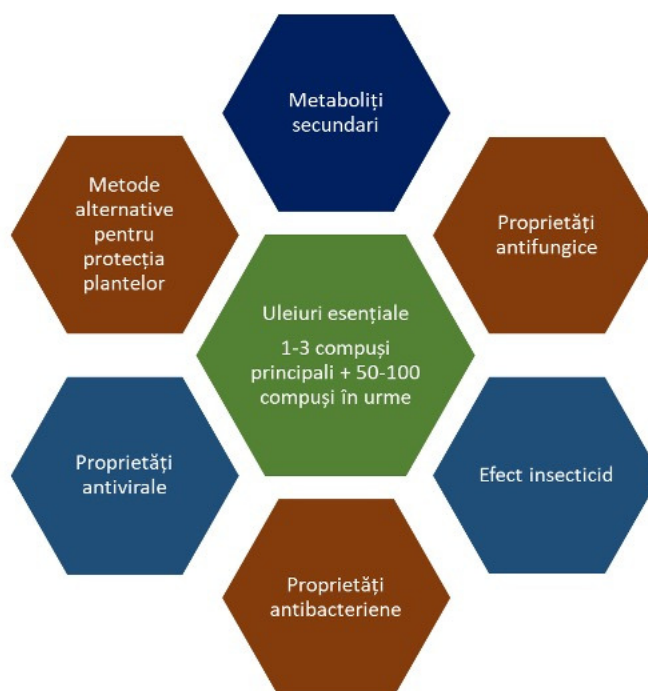 Metaboliți
secundari
Metode
alternative
pentru
protecția
plantelor
Proprietăți
antifungice
Uleiuri esențiale
1-3 compuși
principali + 50-100
compuși în urme
Proprietăți
antivirale
Efect insecticid
Proprietăți
antibacteriene